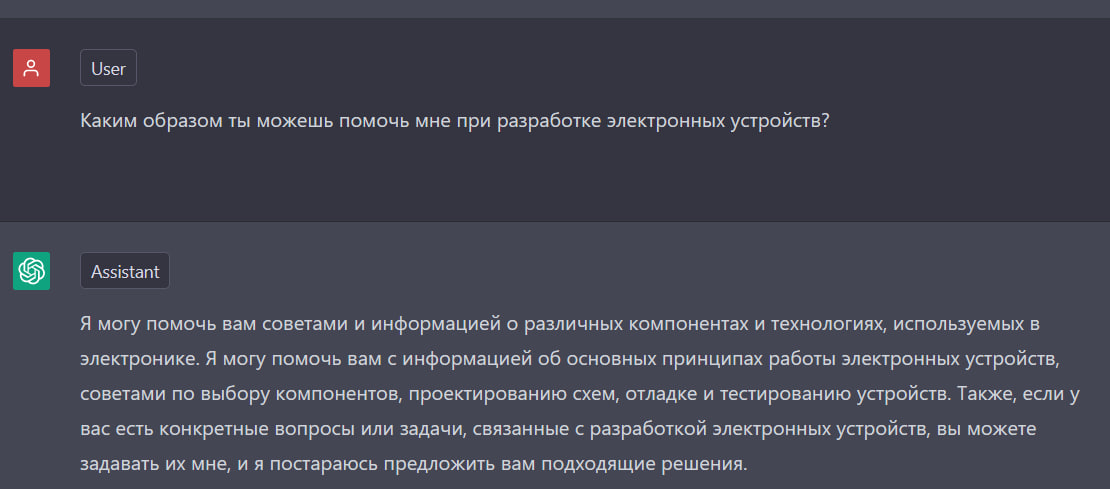 User
Каким образом ты можешь помочь мне при разработке электронных устройств?
Assistant
Я могу помочь вам советами и информацией о различных компонентах и технологиях, используемых в
электронике. Я могу помочь вам с информацией об основных принципах работы электронных устройств,
советами по выбору компонентов, проектированию схем, отладке и тестированию устройств. Также, если у
вас есть конкретные вопросы или задачи, связанные с разработкой электронных устройств, вы можете
задавать их мне, и я постараюсь предложить вам подходящие решения.